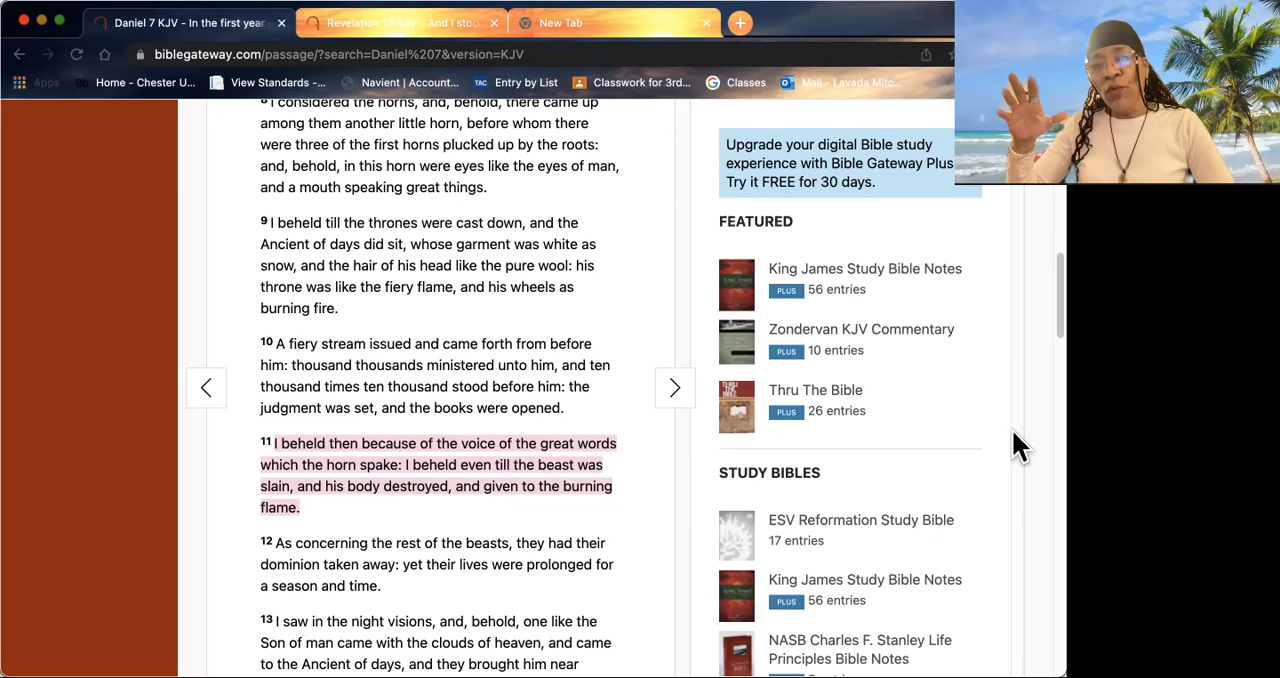 Daniel 7 KJV - In the first year
Revelation 13 KJV - And I stoo
New Tab
biblegateway.com/passage/?search=Daniel%207&version=KJV
Apps
Home - Chester U...
View Standards -...
Navient | Account...
TAC
Entry by List
Classwork for 3rd...
Classes
Mail - Lavada Mitc...
8 I considered the horns, and, behold, there came up
among them another little horn, before whom there
were three of the first horns plucked up by the roots:
and, behold, in this horn were eyes like the eyes of man,
and a mouth speaking great things.
9 I beheld till the thrones were cast down, and the
Ancient of days did sit, whose garment was white as
snow, and the hair of his head like the pure wool: his
throne was like the fiery flame, and his wheels as
burning fire.
10 A fiery stream issued and came forth from before
him: thousand thousands ministered unto him, and ten
thousand times ten thousand stood before him: the
judgment was set, and the books were opened.
11 I beheld then because of the voice of the great words
which the horn spake: I beheld even till the beast was
slain, and his body destroyed, and given to the burning
flame.
12 As concerning the rest of the beasts, they had their
dominion taken away: yet their lives were prolonged for
a season and time.
13 I saw in the night visions, and, behold, one like the
Son of man came with the clouds of heaven, and came
to the Ancient of days, and they brought him near
Upgrade your digital Bible study
experience with Bible Gateway Plus
Try it FREE for 30 days.
FEATURED
King James Study Bible Notes
PLUS 56 entries
Zondervan KJV Commentary
PLUS 10 entries
Thru The Bible
PLUS 26 entries
STUDY BIBLES
ESV Reformation Study Bible
17 entries
King James Study Bible Notes
PLUS 56 entries
NASB Charles F. Stanley Life
Principles Bible Notes